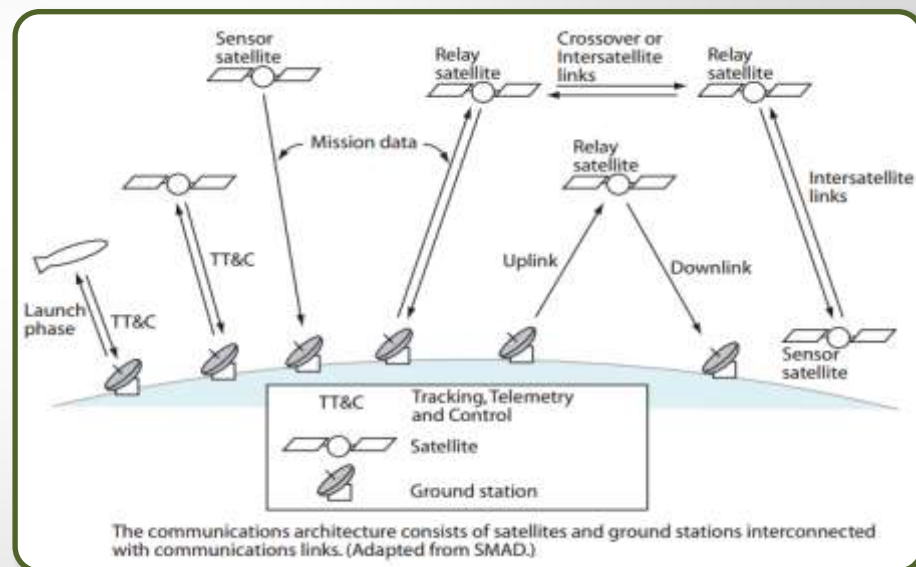 Sensor
satellite
Relay
satellite
Crossover or
Intersatellite
links
Relay
satellite
Mission data
Relay
satellite
Intersatellite
links
TT&C
Uplink
Downlink
Launch
phase
TT&C
Sensor
satellite
TT&C Tracking, Telemetry
and Control
Satellite
Ground station
The communications architecture consists of satellites and ground stations interconnected
with communications links. (Adapted from SMAD.)